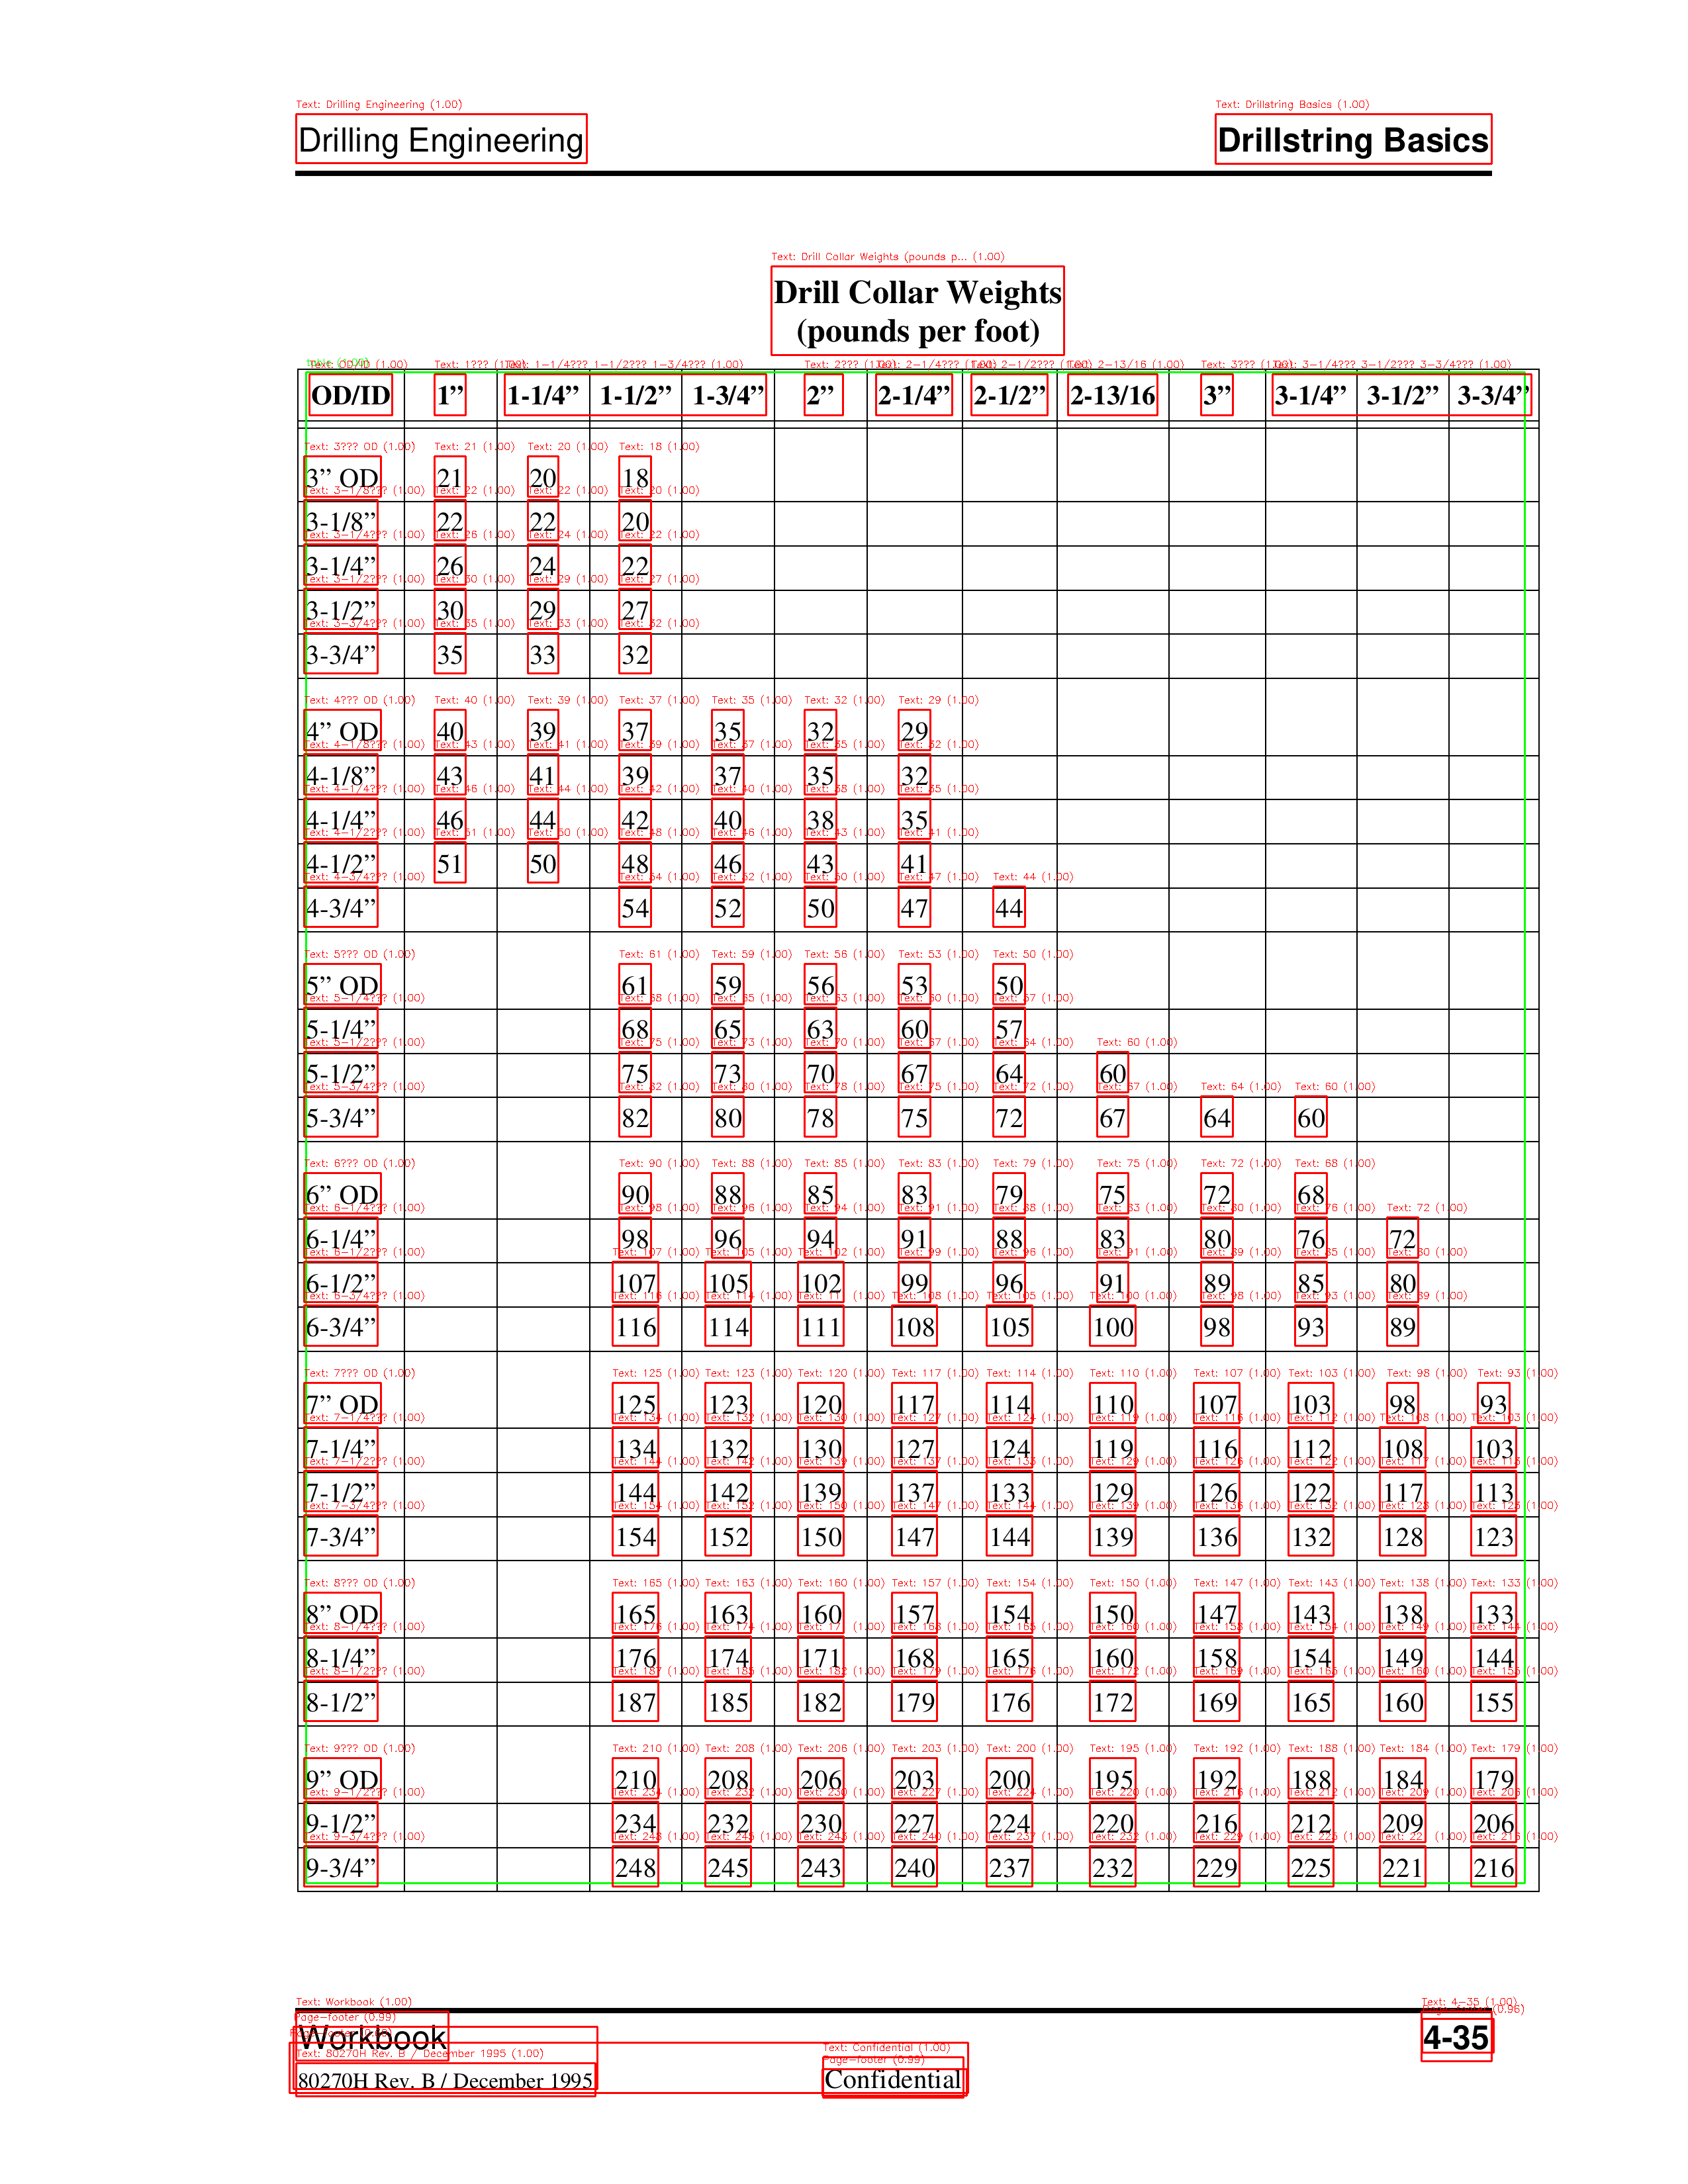 Drilling Engineering Drillstring Basics
Drill Collar Weights
(pounds per foot)
OD/ID 1” 1-1/4” 1-1/2” 1-3/4” 2” 2-1/4” 2-1/2” 2-13/16 3” 3-1/4” 3-1/2” 3-3/4”
3” OD 21 20 18
3-1/8” 22 22 20
3-1/4” 26 24 22
3-1/2” 30 29 27
3-3/4” 35 33 32
4” OD 40 39 37 35 32 29
4-1/8” 43 41 39 37 35 32
4-1/4” 46 44 42 40 38 35
4-1/2” 51 50 48 46 43 41
4-3/4” 54 52 50 47 44
5” OD 61 59 56 53 50
5-1/4” 68 65 63 60 57
5-1/2” 75 73 70 67 64 60
5-3/4” 82 80 78 75 72 67 64 60
6” OD 90 88 85 83 79 75 72 68
6-1/4” 98 96 94 91 88 83 80 76 72
6-1/2” 107 105 102 99 96 91 89 85 80
6-3/4” 116 114 111 108 105 100 98 93 89
7” OD 125 123 120 117 114 110 107 103 98 93
7-1/4” 134 132 130 127 124 119 116 112 108 103
7-1/2” 144 142 139 137 133 129 126 122 117 113
7-3/4” 154 152 150 147 144 139 136 132 128 123
8” OD 165 163 160 157 154 150 147 143 138 133
8-1/4” 176 174 171 168 165 160 158 154 149 144
8-1/2” 187 185 182 179 176 172 169 165 160 155
9” OD 210 208 206 203 200 195 192 188 184 179
9-1/2” 234 232 230 227 224 220 216 212 209 206
9-3/4” 248 245 243 240 237 232 229 225 221 216
Workbook 4-35
80270H Rev. B / December 1995 Confidential